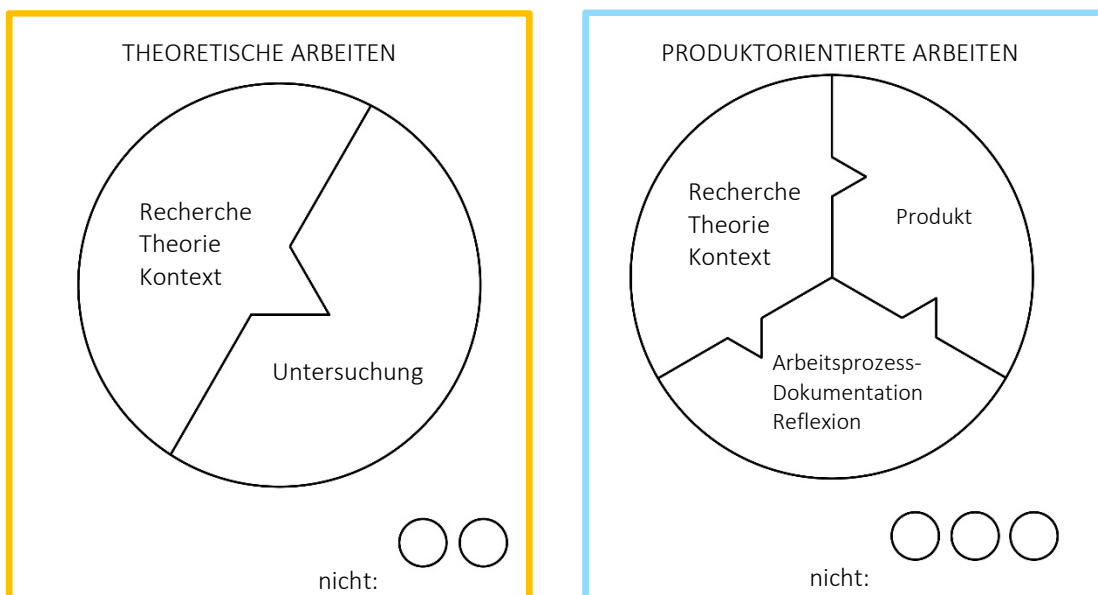 THEORETISCHE ARBEITEN
Recherche
Theorie
Kontext
Untersuchung
nicht:
PRODUKTORIENTIERTE ARBEITEN
Recherche
Theorie
Kontext
Produkt
Arbeitsprozess-
Dokumentation
Reflexion
nicht: